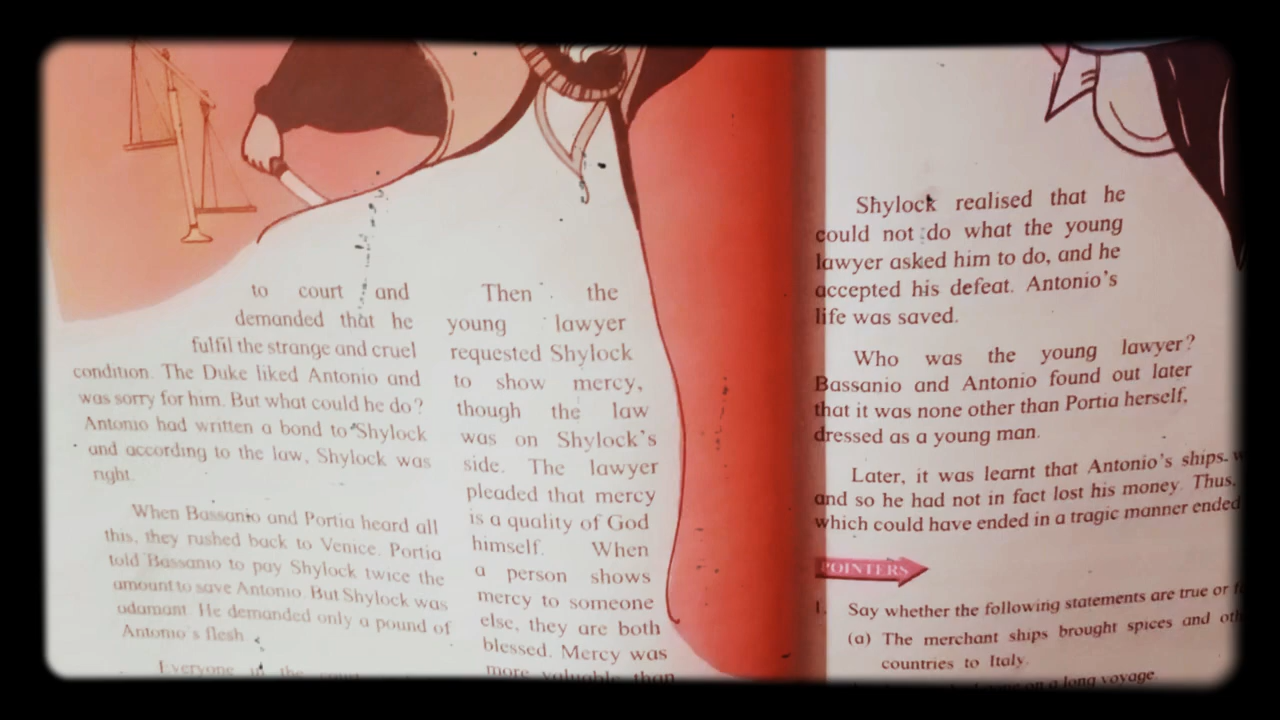 to court and
demanded that he
fulfil the strange and cruel
condition. The Duke liked Antonio and
was sorry for him. But what could he do?
Antonio had written a bond to Shylock
and according to the law, Shylock was
right.
When Bassanio and Portia heard all
this, they rushed back to Venice. Portia
told Bassanio to pay Shylock twice the
amount to save Antonio. But Shylock was
adamant. He demanded only a pound of
Antonio's flesh.
Everyone in the court
Then the
young lawyer
requested Shylock
to show mercy,
though the law
was on Shylock's
side. The lawyer
pleaded that mercy
is a quality of God
himself. When
a person shows
mercy to someone
else, they are both
blessed. Mercy was
more valuable than
Shylock realised that he
could not do what the young
lawyer asked him to do, and he
accepted his defeat. Antonio's
life was saved.
Who was the young lawyer?
Bassanio and Antonio found out later
that it was none other than Portia herself,
dressed as a young man.
Later, it was learnt that Antonio's ships
and so he had not in fact lost his money. Thus,
which could have ended in a tragic manner ended
POINTERS
1. Say whether the following statements are true or
(a) The merchant ships brought spices and
countries to Italy.
on a long voyage